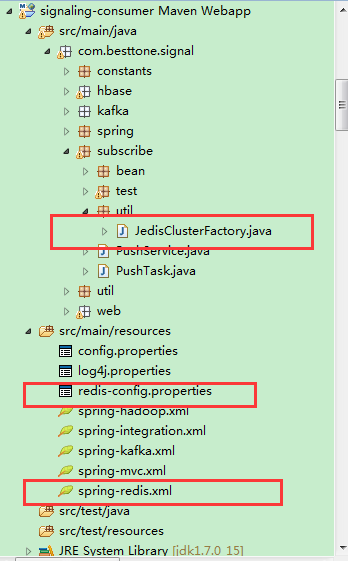 signaling-consumer Maven Webapp
src/main/java
com.besttone.signal
constants
hbase
kafka
spring
subscribe
bean
test
util
JedisClusterFactory.java
PushService.java
PushTask.java
util
web
src/main/resources
config.properties
log4j.properties
redis-config.properties
spring-hadoop.xml
spring-integration.xml
spring-kafka.xml
spring-mvc.xml
spring-redis.xml
src/test/java
src/test/resources
JRE System Library [jdk1.7.0_15]